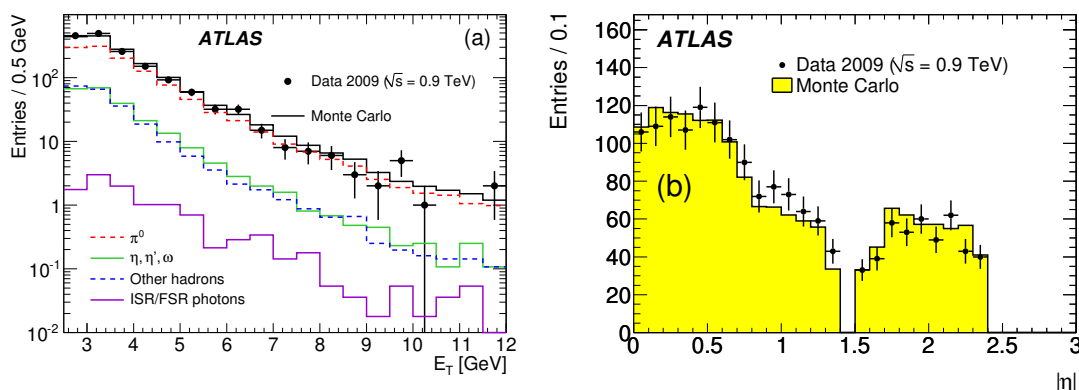 ATLAS
(a)
Entries / 0.5 GeV
10²
10
1
10⁻¹
10⁻²
Data 2009 (√s = 0.9 TeV)
Monte Carlo
π⁰
η, η', ω
Other hadrons
ISR/FSR photons
3 4 5 6 7 8 9 10 11 12
E_T [GeV]
ATLAS
(b)
Entries / 0.1
160
140
120
100
80
60
40
20
0
Data 2009 (√s = 0.9 TeV)
Monte Carlo
0 0.5 1 1.5 2 2.5 3
|η|